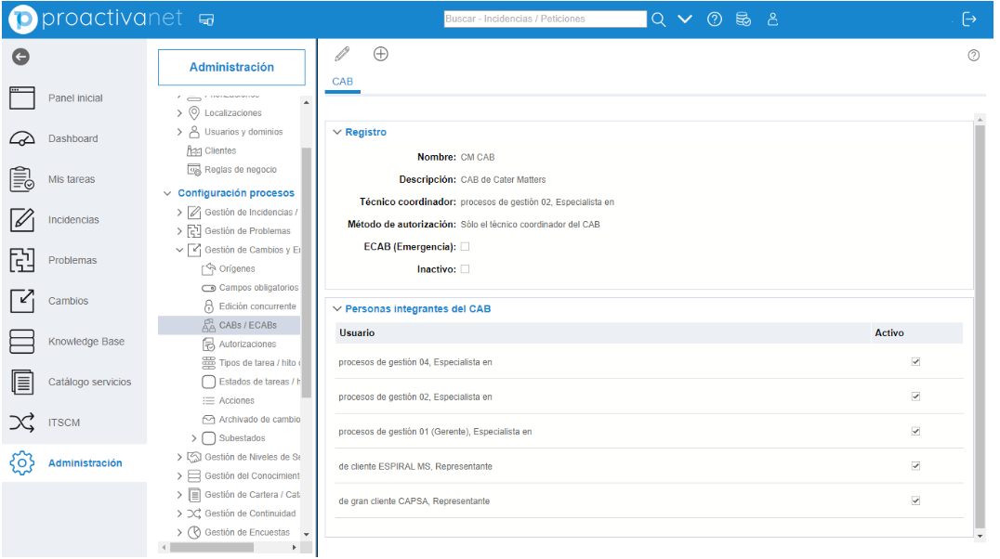 proactivanet
Buscar - Incidencias / Peticiones
Panel inicial
Dashboard
Mis tareas
Incidencias
Problemas
Cambios
Knowledge Base
Catálogo servicios
ITSCM
Administración
Administración
Priorizaciones
Localizaciones
Usuarios y dominios
Clientes
Reglas de negocio
Configuración procesos
Gestión de Incidencias /
Gestión de Problemas
Gestión de Cambios y En
Orígenes
Campos obligatorios
Edición concurrente
CABs / ECABs
Autorizaciones
Tipos de tarea / hito
Estados de tareas / h
Acciones
Archivado de cambio
Subestados
Gestión de Niveles de Se
Gestión del Conocimient
Gestión de Cartera / Cat
Gestión de Continuidad
Gestión de Encuestas
CAB
Registro
Nombre: CM CAB
Descripción: CAB de Cater Matters
Técnico coordinador: procesos de gestión 02, Especialista en
Método de autorización: Sólo el técnico coordinador del CAB
ECAB (Emergencia):
Inactivo:
Personas integrantes del CAB
Usuario Activo
procesos de gestión 04, Especialista en
procesos de gestión 02, Especialista en
procesos de gestión 01 (Gerente), Especialista en
de cliente ESPIRAL MS, Representante
de gran cliente CAPSA, Representante